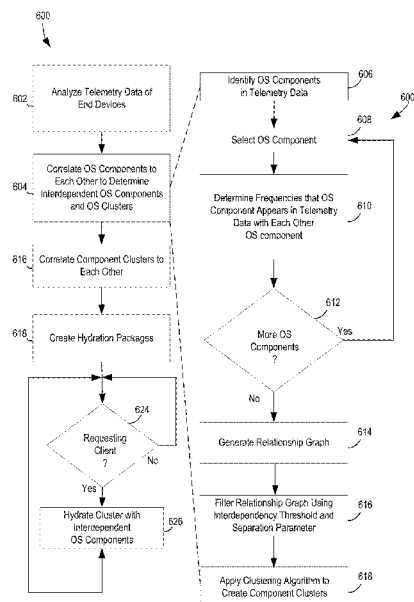 600
602
Analyze Telemetry Data of
End Devices
604
Correlate OS Components to
Each Other to Determine
Interdependent OS Components
and OS Clusters
616
Correlate Component Clusters to
Each Other
618
Create Hydration Packages
624
Requesting
Client
?
No
Yes
Hydrate Cluster with
Interdependent
OS Components
626
Identify OS Components
in Telemetry Data
606
600
608
Select OS Component
Determine Frequencies that OS
Component Appears in Telemetry
Data with Each Other
OS component
610
612
More OS
Components
?
Yes
No
Generate Relationship Graph
614
Filter Relationship Graph Using
Interdependency Threshold and
Separation Parameter
616
Apply Clustering Algorithm to
Create Component Clusters
618